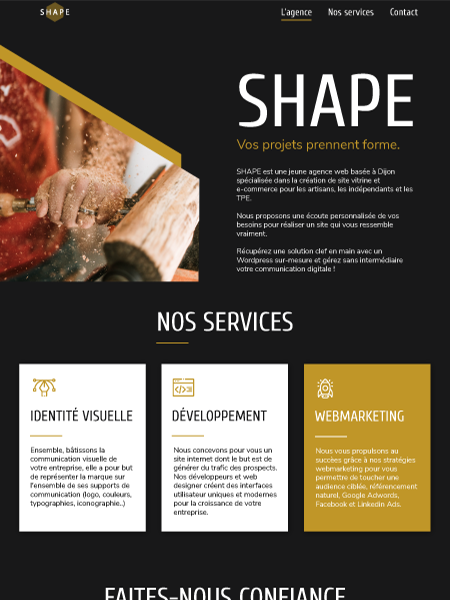 SHAPE
L'agence
Nos services
Contact
SHAPE
Vos projets prennent forme.
SHAPE est une jeune agence web basée à Dijon
spécialisée dans la création de site vitrine et
e-commerce pour les artisans, les indépendants et les
TPE.
Nous proposons une écoute personnalisée de vos
besoins pour réaliser un site qui vous ressemble
vraiment.
Récupérez une solution clef en main avec un
Wordpress sur-mesure et gérez sans intermédiaire
votre communication digitale !
NOS SERVICES
IDENTITÉ VISUELLE
Ensemble, bâtissons la
communication visuelle de
votre entreprise, elle a pour but
de représenter la marque sur
l'ensemble de ses supports de
communication (logo, couleurs,
typographies, iconographie..)
DÉVELOPPEMENT
Nous concevons pour vous un
site internet dont le but est de
générer du trafic des prospects.
Nos développeurs et web
designer créent des interfaces
utilisateur uniques et modernes
pour la croissance de votre
entreprise.
WEBMARKETING
Nous vous propulsons au
succèes grâce à nos stratégies
webmarketing pour vous
permettre de toucher une
audience ciblée, référencement
naturel, Google Adwords,
Facebook et Linkedin Ads.
FAITES-NOUS CONFIANCE